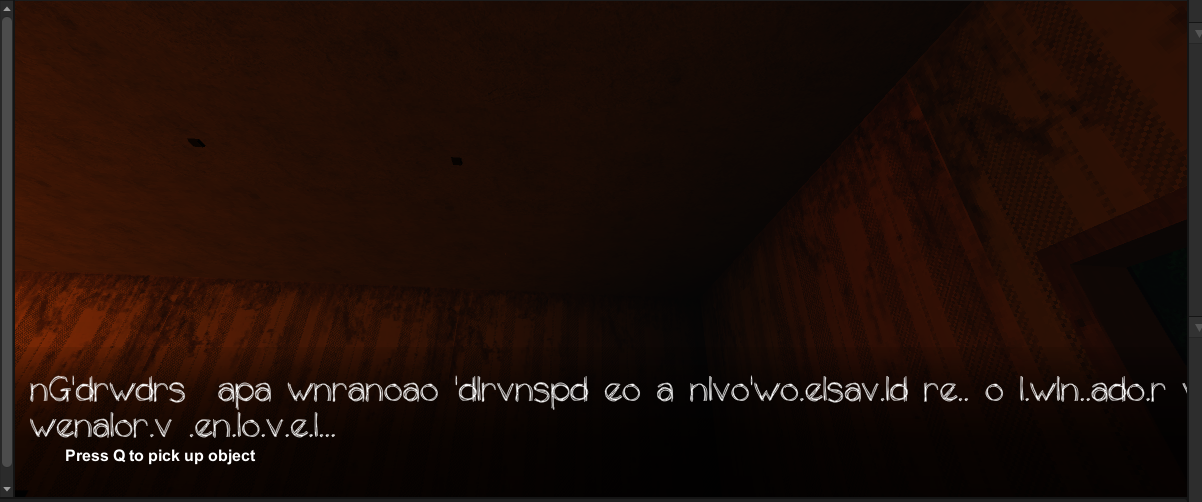 nG'drwdrs apa wnranoao 'dlrvnspd eo a nlvo'wo.elsav.ld re.. o l.wln..ado.r
wenalor.v .en.lo.v.e.l...
Press Q to pick up object